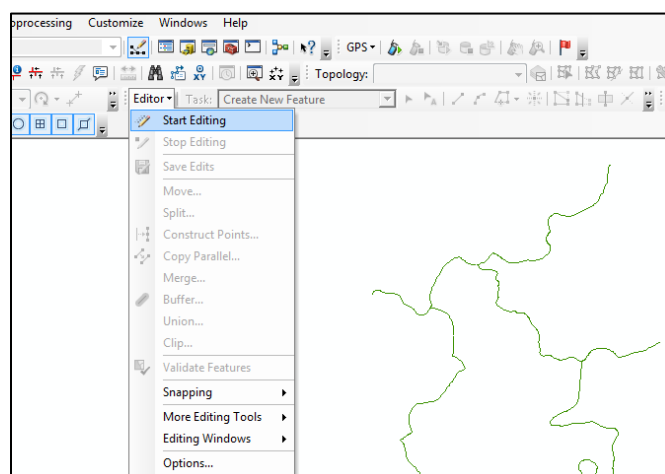 oprocessing Customize Windows Help
GPS
Topology:
Editor Task: Create New Feature
Start Editing
Stop Editing
Save Edits
Move...
Split...
Construct Points...
Copy Parallel...
Merge...
Buffer...
Union...
Clip...
Validate Features
Snapping
More Editing Tools
Editing Windows
Options...